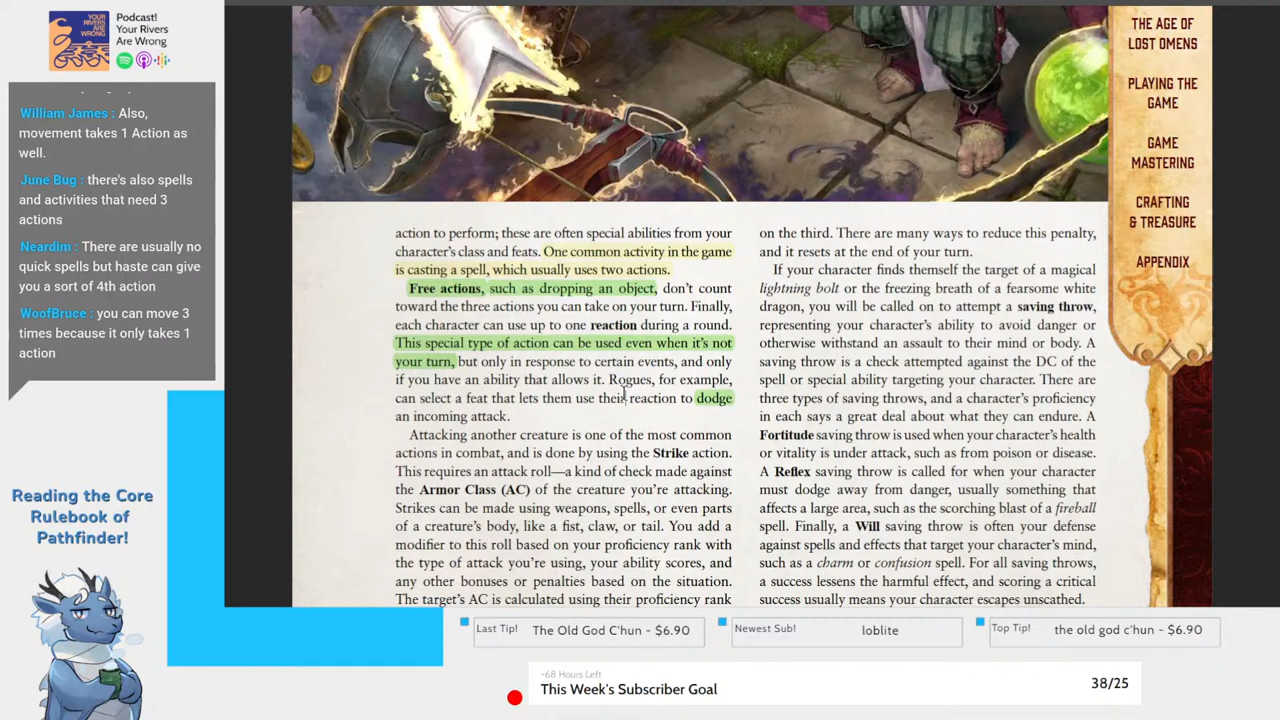 YOUR
RIVERS
ARE
WRONG
Podcast!
Your Rivers
Are Wrong
William James : Also,
movement takes 1 Action as
well.
June Bug : there's also spells
and activities that need 3
actions
Neardim : There are usually no
quick spells but haste can give
you a sort of 4th action
WoofBruce : you can move 3
times because it only takes 1
action
Reading the Core
Rulebook of
Pathfinder!
action to perform; these are often special abilities from your
character's class and feats. One common activity in the game
is casting a spell, which usually uses two actions.
Free actions, such as dropping an object, don't count
toward the three actions you can take on your turn. Finally,
each character can use up to one reaction during a round.
This special type of action can be used even when it's not
your turn, but only in response to certain events, and only
if you have an ability that allows it. Rogues, for example,
can select a feat that lets them use their reaction to dodge
an incoming attack.
Attacking another creature is one of the most common
actions in combat, and is done by using the Strike action.
This requires an attack roll—a kind of check made against
the Armor Class (AC) of the creature you're attacking.
Strikes can be made using weapons, spells, or even parts
of a creature's body, like a fist, claw, or tail. You add a
modifier to this roll based on your proficiency rank with
the type of attack you're using, your ability scores, and
any other bonuses or penalties based on the situation.
The target's AC is calculated using their proficiency rank
on the third. There are many ways to reduce this penalty,
and it resets at the end of your turn.
If your character finds themself the target of a magical
lightning bolt or the freezing breath of a fearsome white
dragon, you will be called on to attempt a saving throw,
representing your character's ability to avoid danger or
otherwise withstand an assault to their mind or body. A
saving throw is a check attempted against the DC of the
spell or special ability targeting your character. There are
three types of saving throws, and a character's proficiency
in each says a great deal about what they can endure. A
Fortitude saving throw is used when your character's health
or vitality is under attack, such as from poison or disease.
A Reflex saving throw is called for when your character
must dodge away from danger, usually something that
affects a large area, such as the scorching blast of a fireball
spell. Finally, a Will saving throw is often your defense
against spells and effects that target your character's mind,
such as a charm or confusion spell. For all saving throws,
a success lessens the harmful effect, and scoring a critical
success usually means your character escapes unscathed.
THE AGE OF
LOST OMENS
PLAYING THE
GAME
GAME
MASTERING
CRAFTING
& TREASURE
APPENDIX
Last Tip! The Old God C'hun - $6.90
Newest Sub! loblite
Top Tip! the old god c'hun - $6.90
-68 Hours Left
This Week's Subscriber Goal
38/25